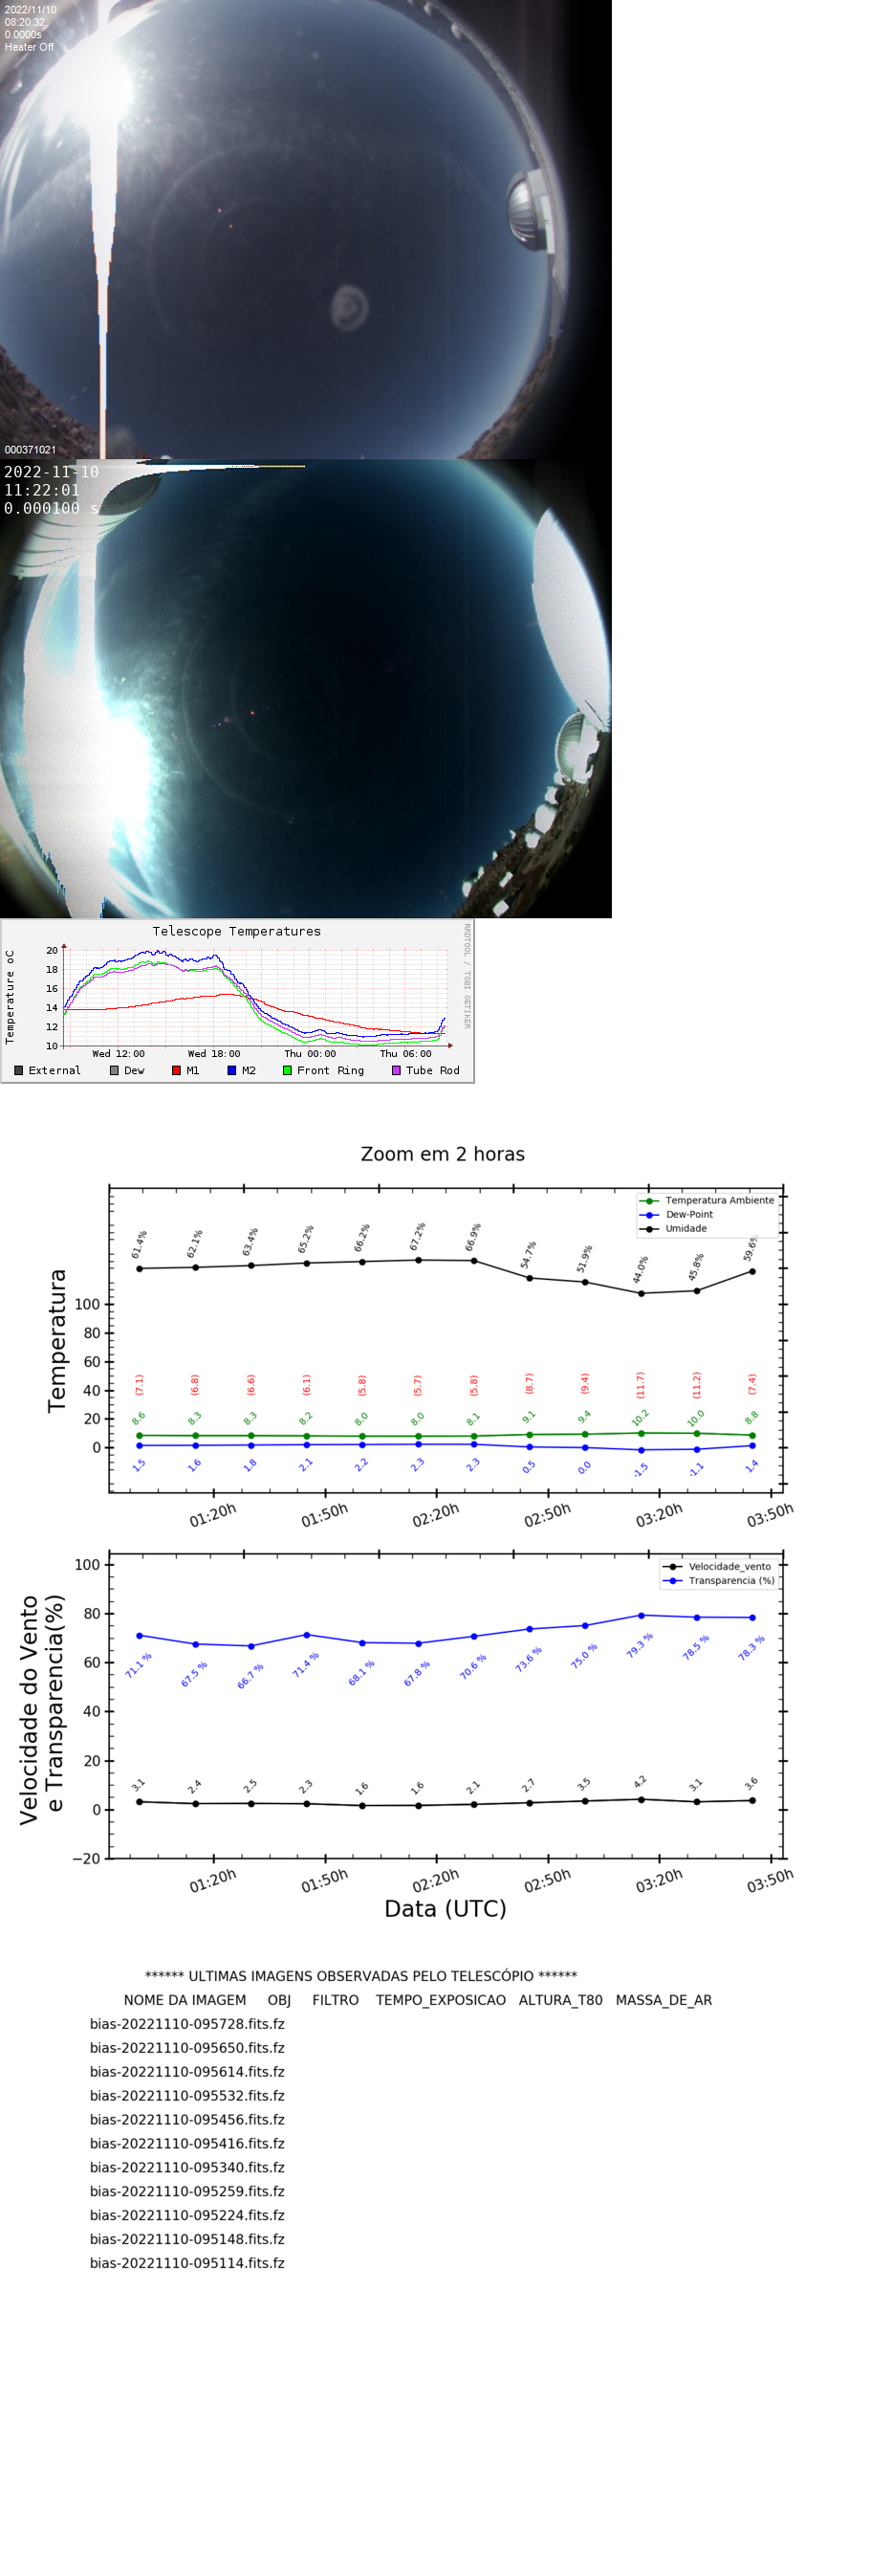 2022/11/10
08:20:32
0.0000s
Heater Off
000371021
2022-11-10
11:22:01
0.000100 s
Telescope Temperatures
RRDTOOL / TOBI OETIKER
Temperature oC
20
18
16
14
12
10
Wed 12:00 Wed 18:00 Thu 00:00 Thu 06:00
External Dew M1 M2 Front Ring Tube Rod
Zoom em 2 horas
Temperatura Ambiente
Dew-Point
Umidade
61.4% 62.1% 63.4% 65.2% 66.2% 67.2% 66.9% 54.7% 51.9% 44.0% 45.8% 59.6%
Temperatura
100
80
60
40
20
0
(7.1) (6.8) (6.6) (6.1) (5.8) (5.7) (5.8) (8.7) (9.4) (11.7) (11.2) (7.4)
8.6 8.3 8.3 8.2 8.0 8.0 8.1 9.1 9.4 10.2 10.0 8.8
1.5 1.6 1.8 2.1 2.2 2.3 2.3 0.5 0.0 -1.5 -1.1 1.4
01:20h 01:50h 02:20h 02:50h 03:20h 03:50h
Velocidade_vento
Transparencia (%)
Velocidade do Vento
e Transparencia(%)
100
80
60
40
20
0
−20
71.1 % 67.5 % 66.7 % 71.4 % 68.1 % 67.8 % 70.6 % 73.6 % 75.0 % 79.3 % 78.5 % 78.3 %
3.1 2.4 2.5 2.3 1.6 1.6 2.1 2.7 3.5 4.2 3.1 3.6
01:20h 01:50h 02:20h 02:50h 03:20h 03:50h
Data (UTC)
****** ULTIMAS IMAGENS OBSERVADAS PELO TELESCÓPIO ******
NOME DA IMAGEM OBJ FILTRO TEMPO_EXPOSICAO ALTURA_T80 MASSA_DE_AR
bias-20221110-095728.fits.fz
bias-20221110-095650.fits.fz
bias-20221110-095614.fits.fz
bias-20221110-095532.fits.fz
bias-20221110-095456.fits.fz
bias-20221110-095416.fits.fz
bias-20221110-095340.fits.fz
bias-20221110-095259.fits.fz
bias-20221110-095224.fits.fz
bias-20221110-095148.fits.fz
bias-20221110-095114.fits.fz